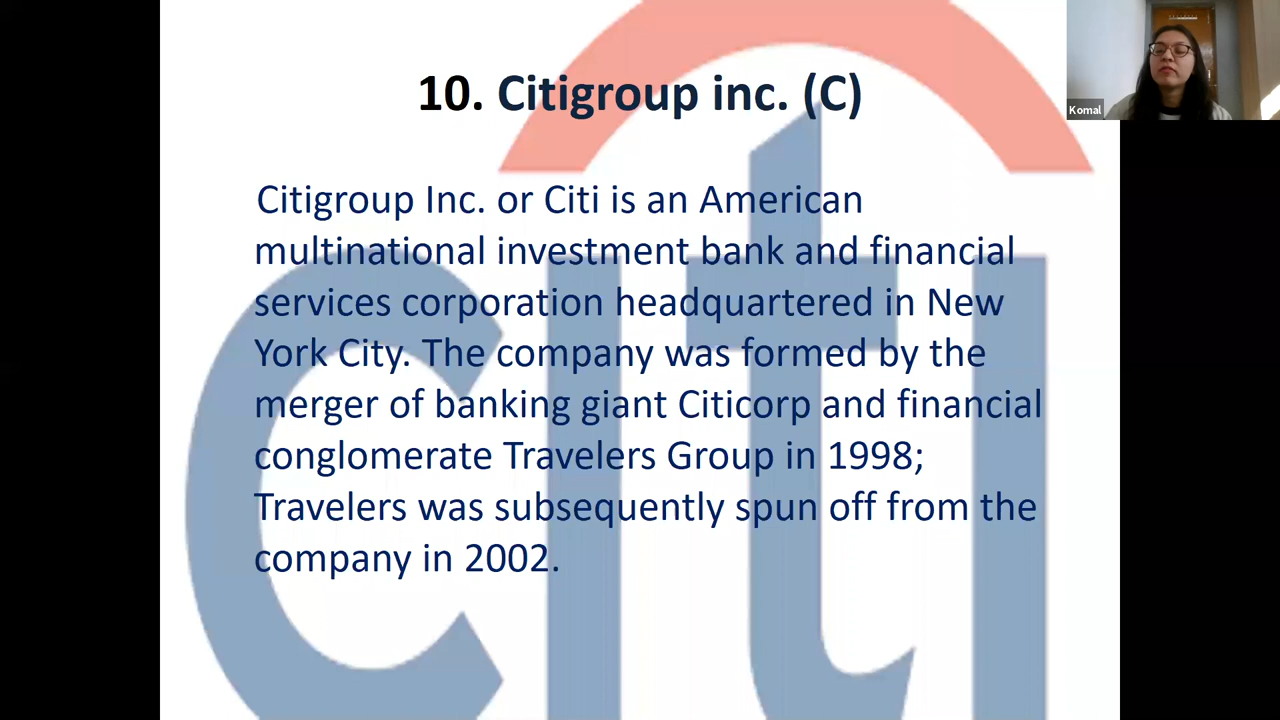 10. Citigroup inc. (C)
Komal
Citigroup Inc. or Citi is an American
multinational investment bank and financial
services corporation headquartered in New
York City. The company was formed by the
merger of banking giant Citicorp and financial
conglomerate Travelers Group in 1998;
Travelers was subsequently spun off from the
company in 2002.
citi